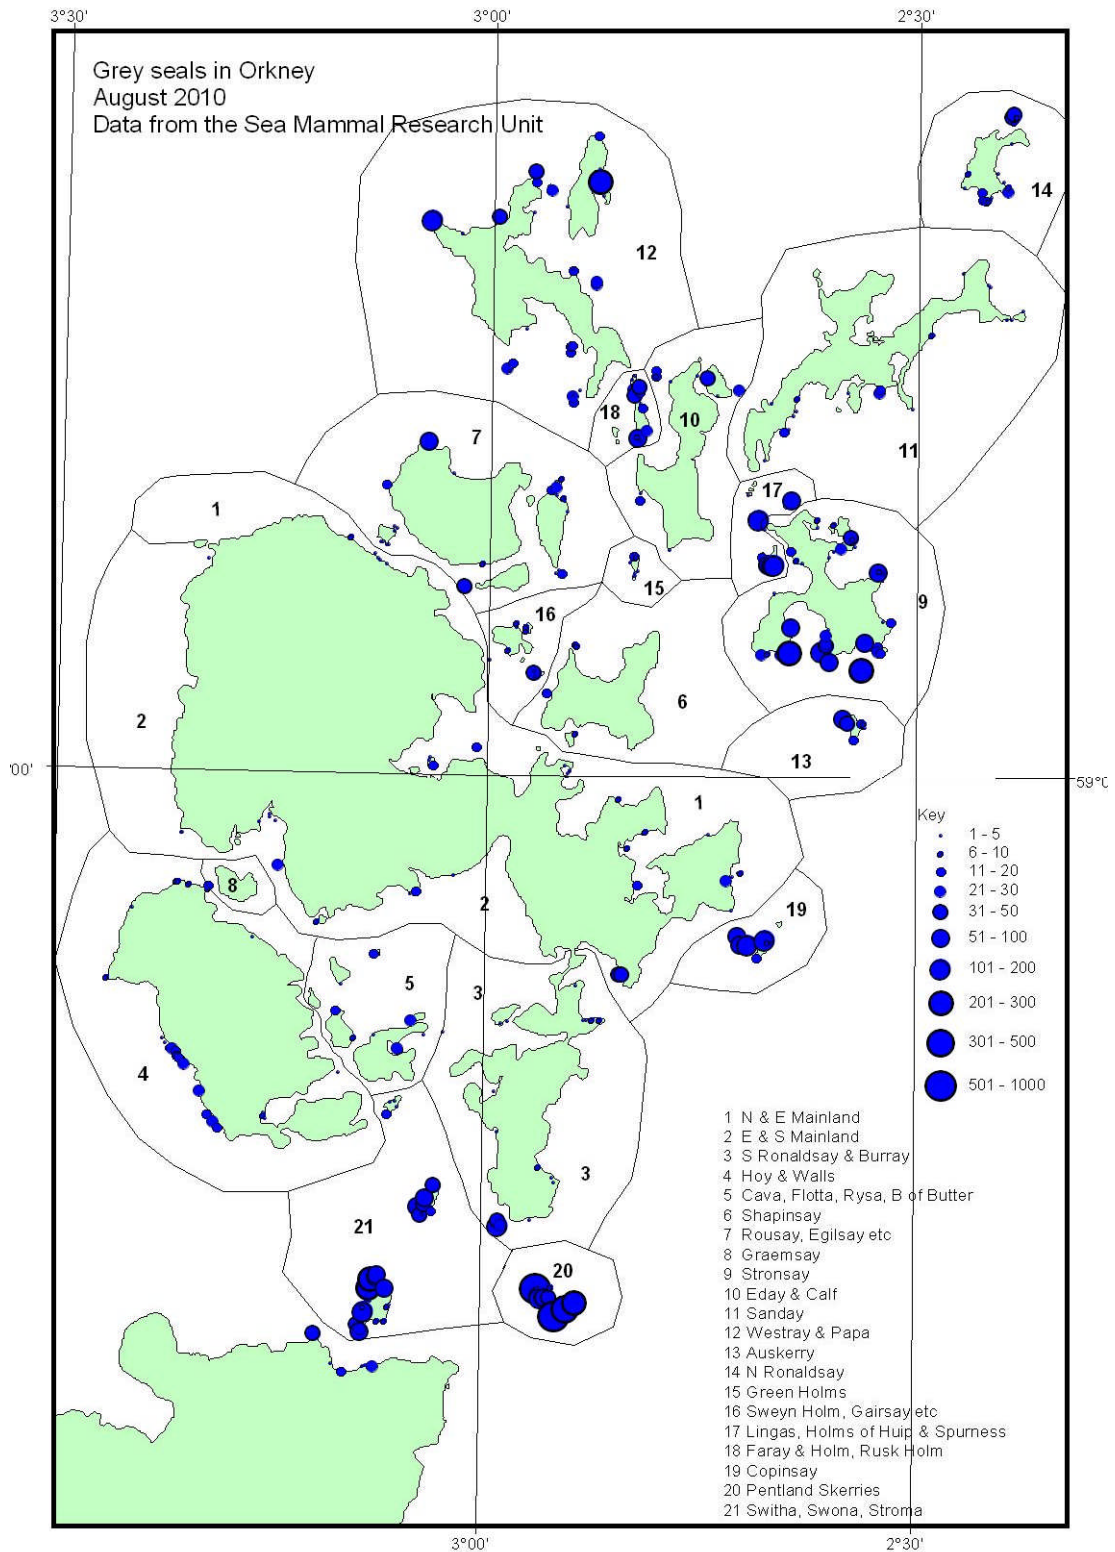 3°30' 3°00' 2°30'
Grey seals in Orkney
August 2010
Data from the Sea Mammal Research Unit
14
12
7
18
10
11
1
17
15
9
16
6
2
13
'00'
59°0
1
Key
1 - 5
6 - 10
11 - 20
21 - 30
31 - 50
51 - 100
101 - 200
201 - 300
301 - 500
501 - 1000
8
2
19
5
3
4
3
21
20
1 N & E Mainland
2 E & S Mainland
3 S Ronaldsay & Burray
4 Hoy & Walls
5 Cava, Flotta, Rysa, B of Butter
6 Shapinsay
7 Rousay, Egilsay etc
8 Graemsay
9 Stronsay
10 Eday & Calf
11 Sanday
12 Westray & Papa
13 Auskerry
14 N Ronaldsay
15 Green Holms
16 Sweyn Holm, Gairsay etc
17 Lingas, Holms of Huip & Spurness
18 Faray & Holm, Rusk Holm
19 Copinsay
20 Pentland Skerries
21 Switha, Swona, Stroma
3°00' 2°30'